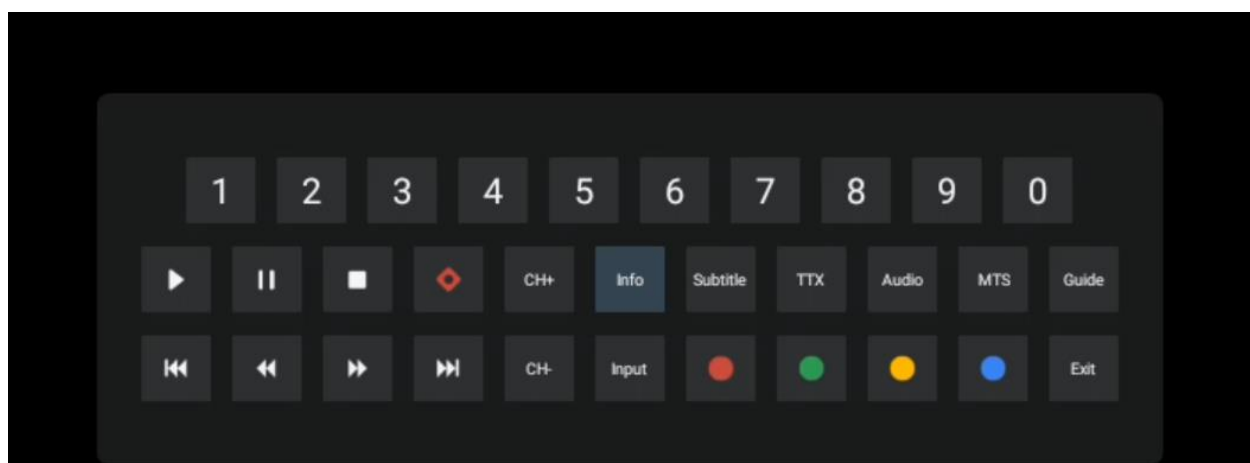 1 2 3 4 5 6 7 8 9 0
CH+ Info Subtitle TTX Audio MTS Guide
CH- Input Exit